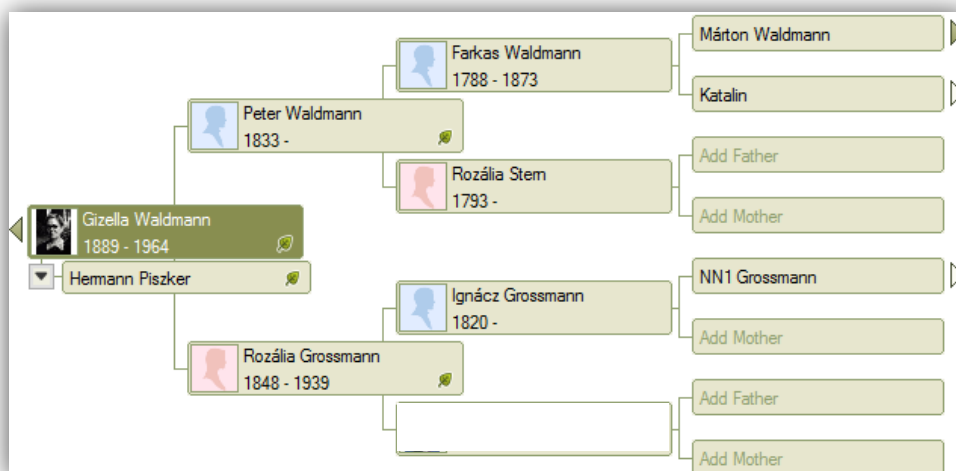 Márton Waldmann
Farkas Waldmann
1788 - 1873
Katalin
Peter Waldmann
1833 -
Add Father
Rozália Stern
1793 -
Add Mother
Gizella Waldmann
1889 - 1964
Hermann Piszker
NN1 Grossmann
Ignácz Grossmann
1820 -
Add Mother
Rozália Grossmann
1848 - 1939
Add Father
Add Mother